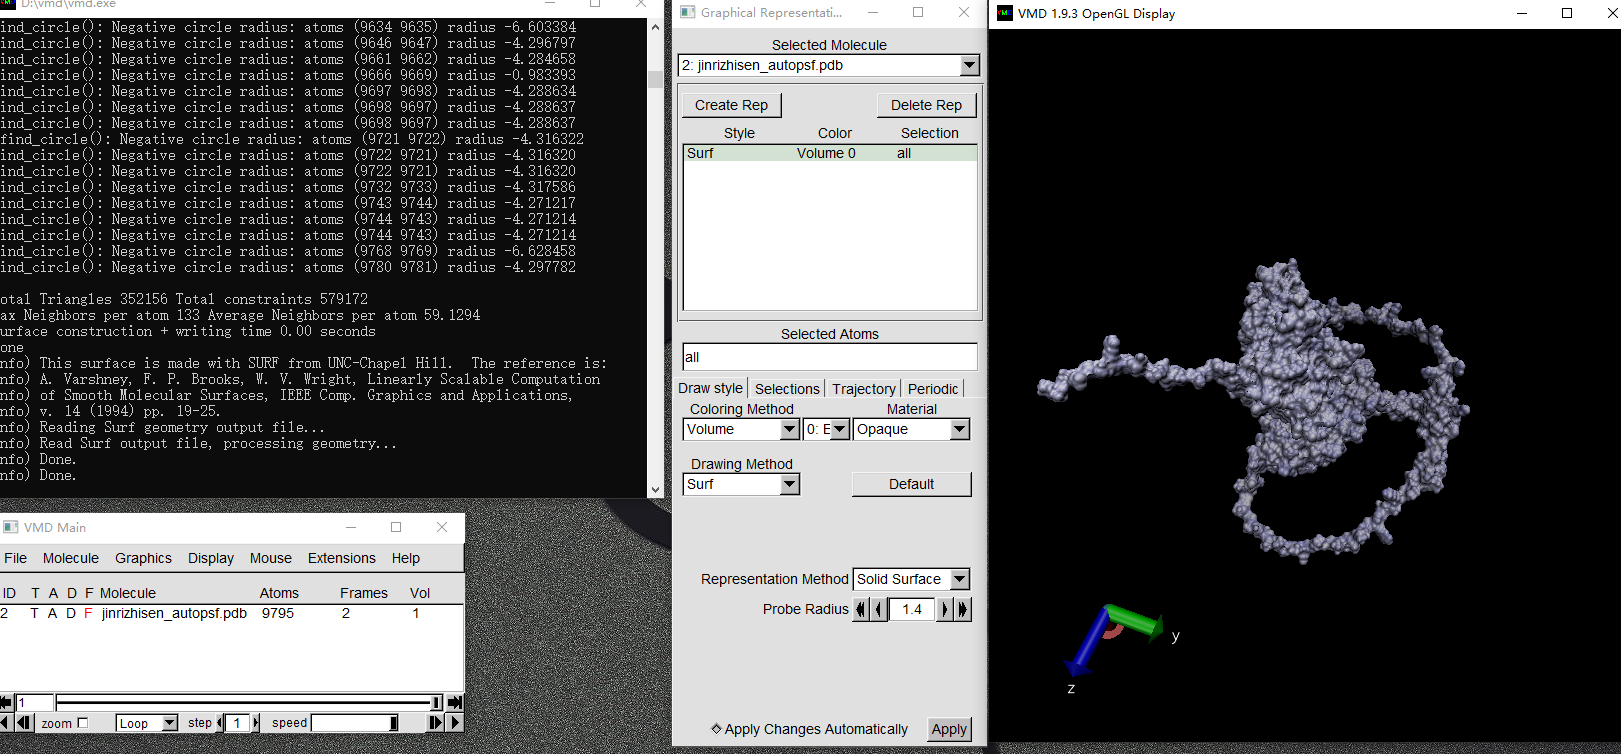 D:\vmd\vmd.exe
ind_circle(): Negative circle radius: atoms (9634 9635) radius -6.603384
ind_circle(): Negative circle radius: atoms (9646 9647) radius -4.296797
ind_circle(): Negative circle radius: atoms (9661 9662) radius -4.284658
ind_circle(): Negative circle radius: atoms (9666 9669) radius -0.983393
ind_circle(): Negative circle radius: atoms (9697 9698) radius -4.288634
ind_circle(): Negative circle radius: atoms (9698 9697) radius -4.288637
ind_circle(): Negative circle radius: atoms (9698 9697) radius -4.288637
find_circle(): Negative circle radius: atoms (9721 9722) radius -4.316322
ind_circle(): Negative circle radius: atoms (9722 9721) radius -4.316320
ind_circle(): Negative circle radius: atoms (9722 9721) radius -4.316320
ind_circle(): Negative circle radius: atoms (9732 9733) radius -4.317586
ind_circle(): Negative circle radius: atoms (9743 9744) radius -4.271217
ind_circle(): Negative circle radius: atoms (9744 9743) radius -4.271214
ind_circle(): Negative circle radius: atoms (9744 9743) radius -4.271214
ind_circle(): Negative circle radius: atoms (9768 9769) radius -6.628458
ind_circle(): Negative circle radius: atoms (9780 9781) radius -4.297782
otal Triangles 352156 Total constraints 579172
ax Neighbors per atom 133 Average Neighbors per atom 59.1294
urface construction + writing time 0.00 seconds
one
nfo) This surface is made with SURF from UNC-Chapel Hill.  The reference is:
nfo) A. Varshney, F. P. Brooks, W. V. Wright, Linearly Scalable Computation
nfo) of Smooth Molecular Surfaces, IEEE Comp. Graphics and Applications,
nfo) v. 14 (1994) pp. 19-25.
nfo) Reading Surf geometry output file...
nfo) Read Surf output file, processing geometry...
nfo) Done.
nfo) Done.
VMD Main
File Molecule Graphics Display Mouse Extensions Help
ID T A D F Molecule Atoms Frames Vol
2 T A D F jinrizhisen_autopsf.pdb 9795 2 1
1
zoom Loop step 1 speed
Graphical Representati...
Selected Molecule
2: jinrizhisen_autopsf.pdb
Create Rep Delete Rep
Style Color Selection
Surf Volume 0 all
Selected Atoms
all
Draw style Selections Trajectory Periodic
Coloring Method Material
Volume 0: E Opaque
Drawing Method
Surf Default
Representation Method Solid Surface
Probe Radius 1.4
Apply Changes Automatically Apply
VMD 1.9.3 OpenGL Display
y
z